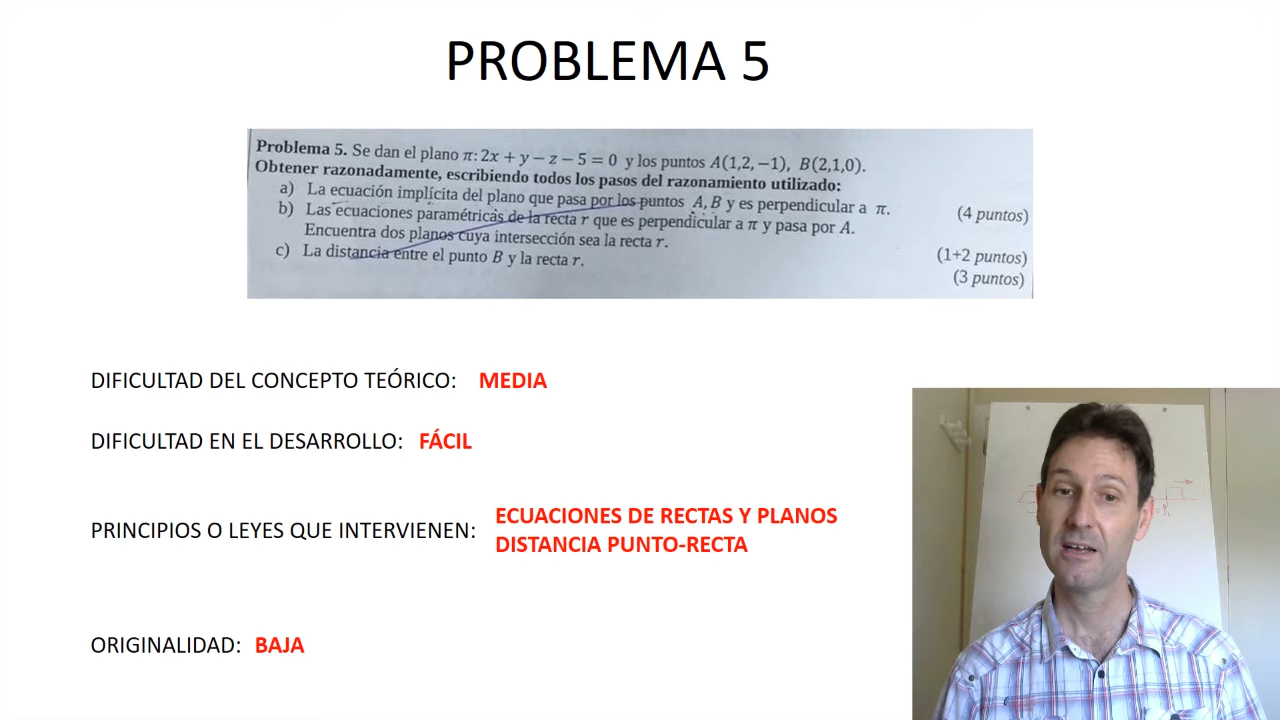 PROBLEMA 5
Problema 5. Se dan el plano π: 2x + y − z − 5 = 0 y los puntos A(1,2,−1), B(2,1,0).
Obtener razonadamente, escribiendo todos los pasos del razonamiento utilizado:
a) La ecuación implícita del plano que pasa por los puntos A, B y es perpendicular a π. (4 puntos)
b) Las ecuaciones paramétricas de la recta r que es perpendicular a π y pasa por A.
Encuentra dos planos cuya intersección sea la recta r. (1+2 puntos)
c) La distancia entre el punto B y la recta r. (3 puntos)
DIFICULTAD DEL CONCEPTO TEÓRICO: MEDIA
DIFICULTAD EN EL DESARROLLO: FÁCIL
PRINCIPIOS O LEYES QUE INTERVIENEN: ECUACIONES DE RECTAS Y PLANOS
DISTANCIA PUNTO-RECTA
ORIGINALIDAD: BAJA